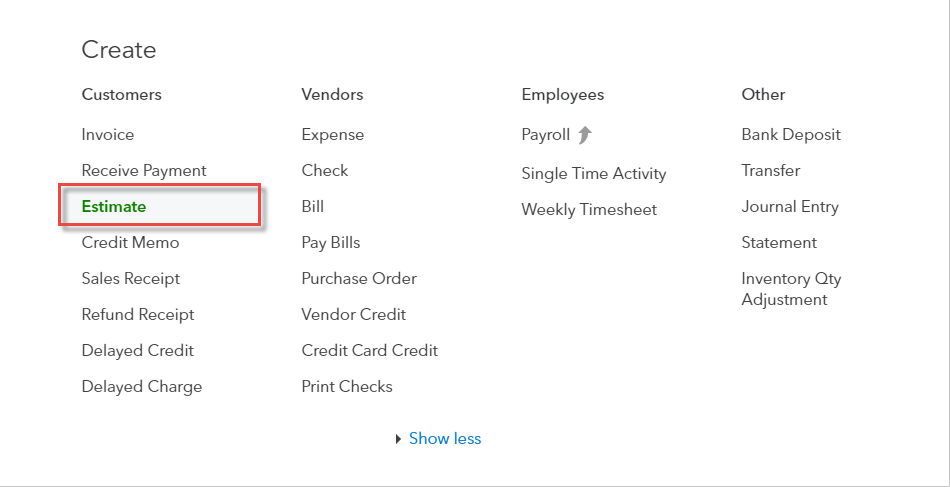 Create
Customers
Invoice
Receive Payment
Estimate
Credit Memo
Sales Receipt
Refund Receipt
Delayed Credit
Delayed Charge
Vendors
Expense
Check
Bill
Pay Bills
Purchase Order
Vendor Credit
Credit Card Credit
Print Checks
Employees
Payroll
Single Time Activity
Weekly Timesheet
Other
Bank Deposit
Transfer
Journal Entry
Statement
Inventory Qty
Adjustment
Show less